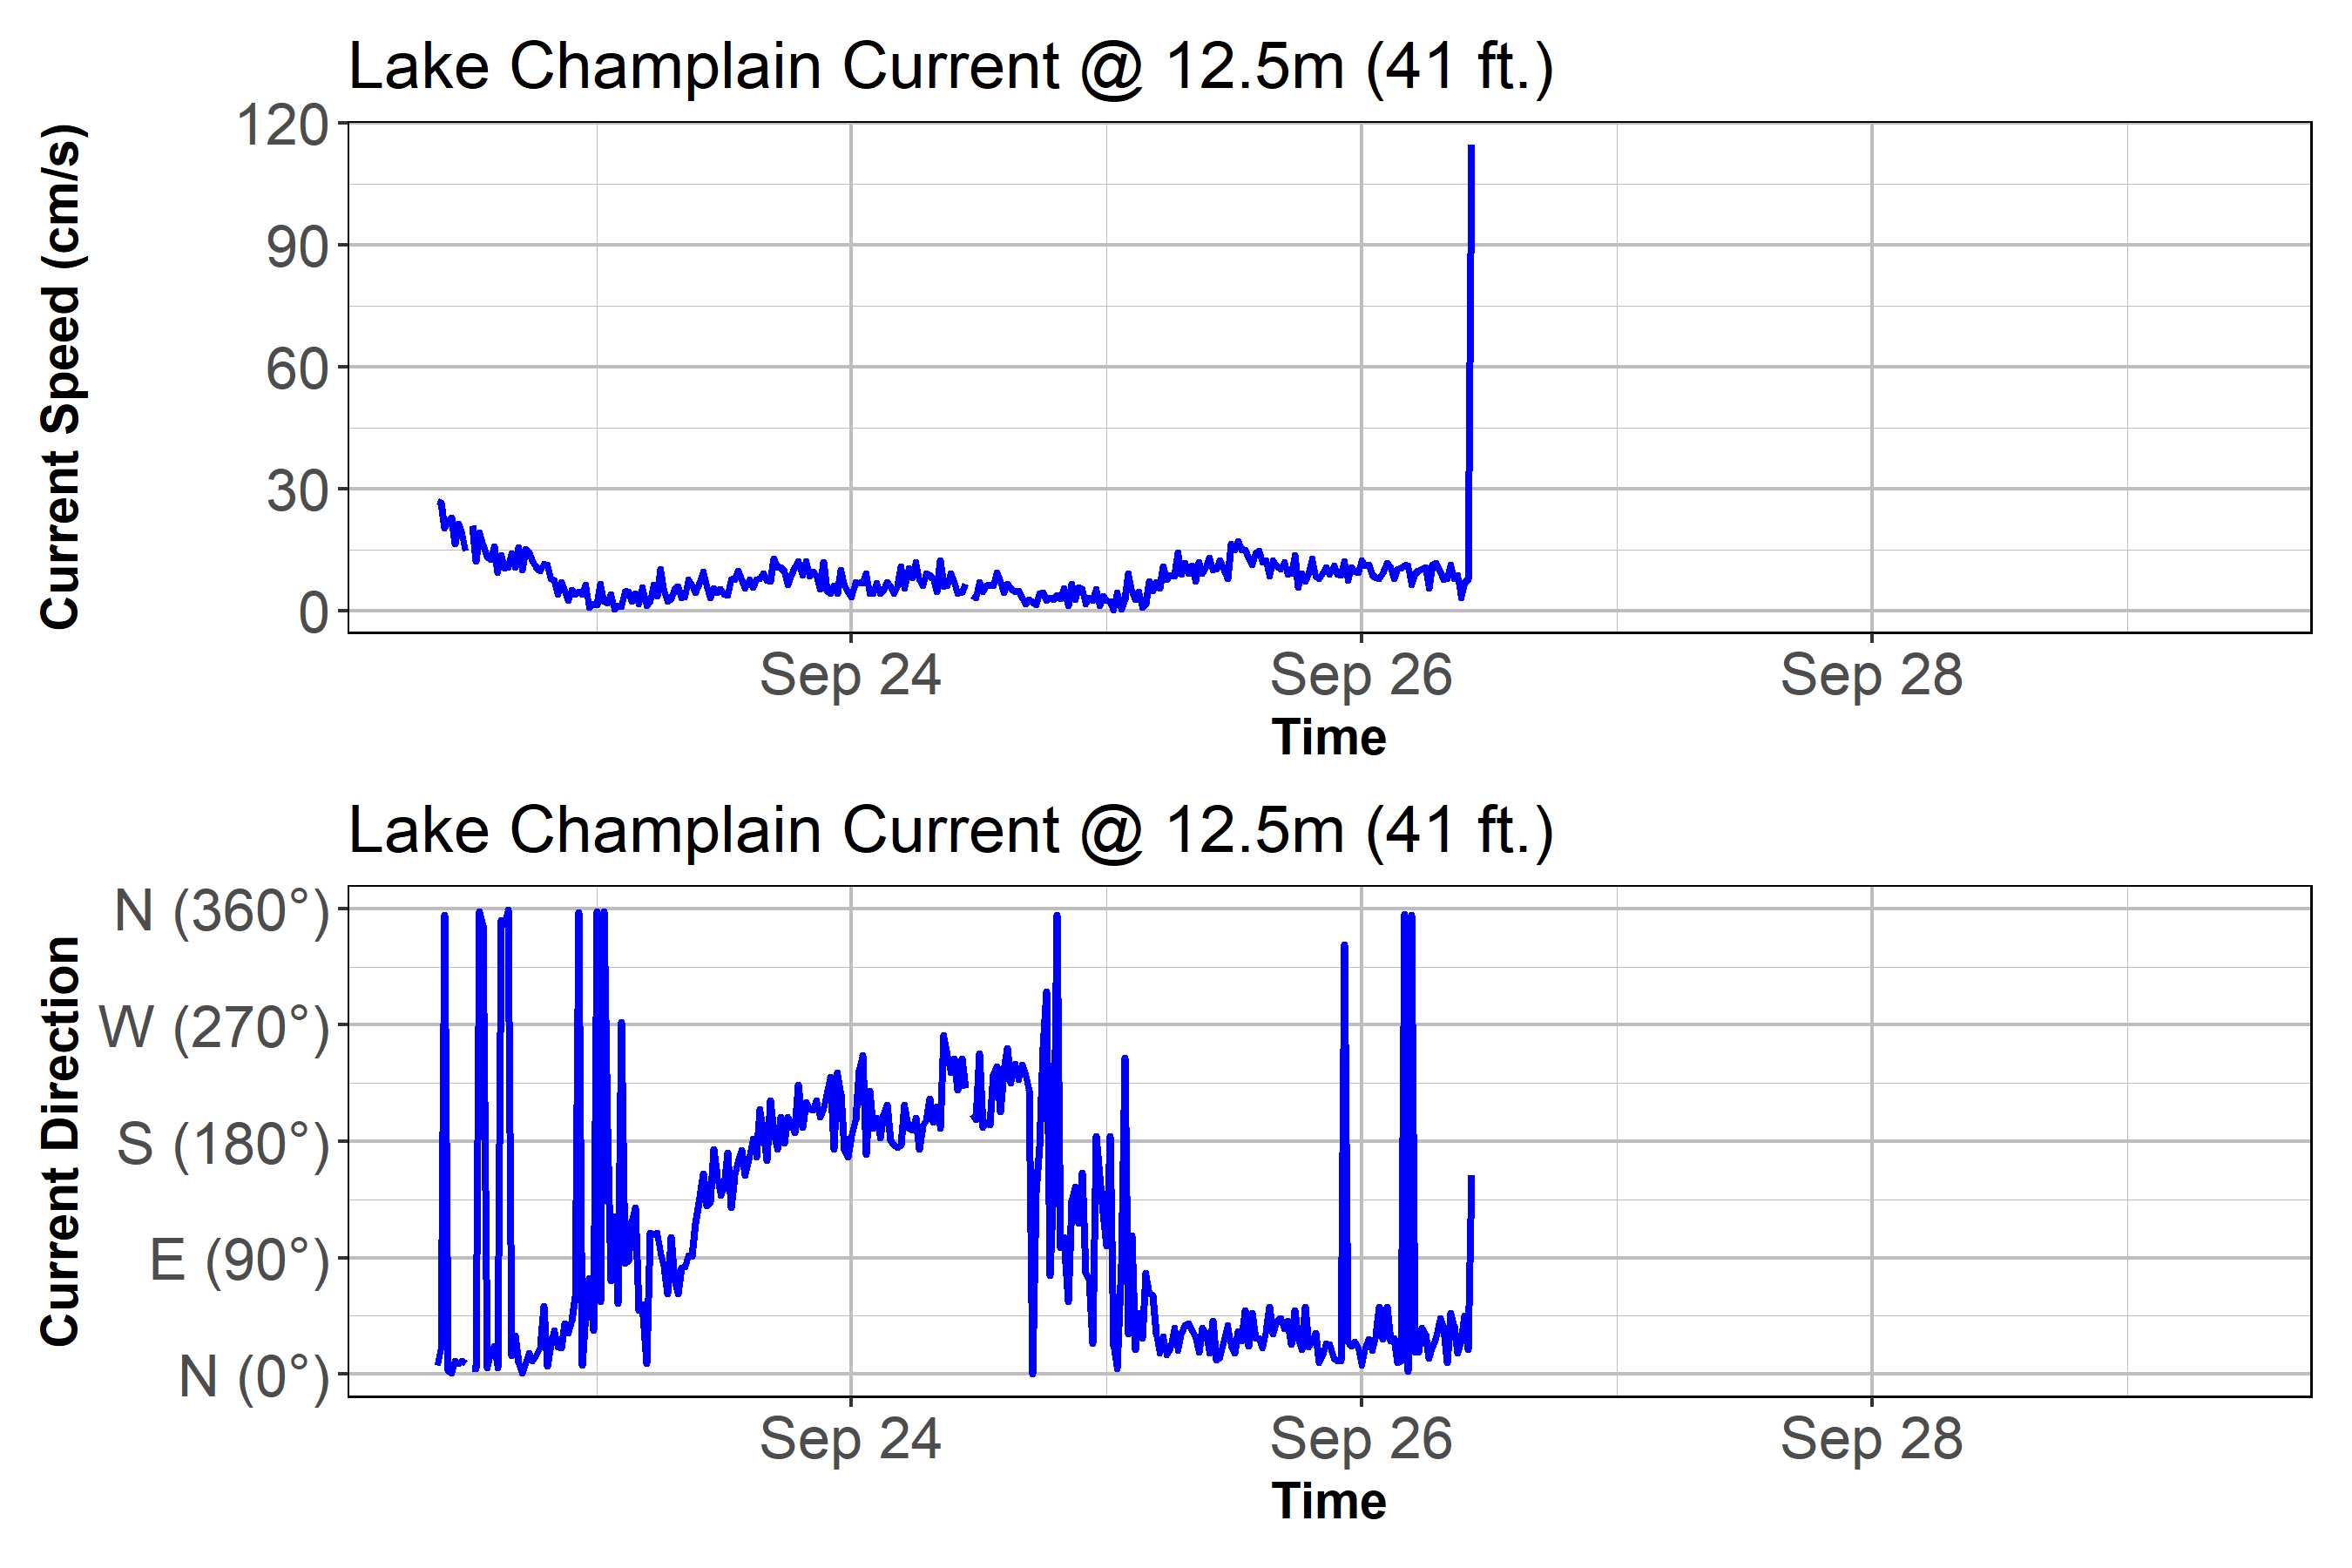 Lake Champlain Current @ 12.5m (41 ft.)
Current Speed (cm/s)
120
90
60
30
0
Sep 24 Sep 26 Sep 28
Time
Lake Champlain Current @ 12.5m (41 ft.)
Current Direction
N (360°)
W (270°)
S (180°)
E (90°)
N (0°)
Sep 24 Sep 26 Sep 28
Time